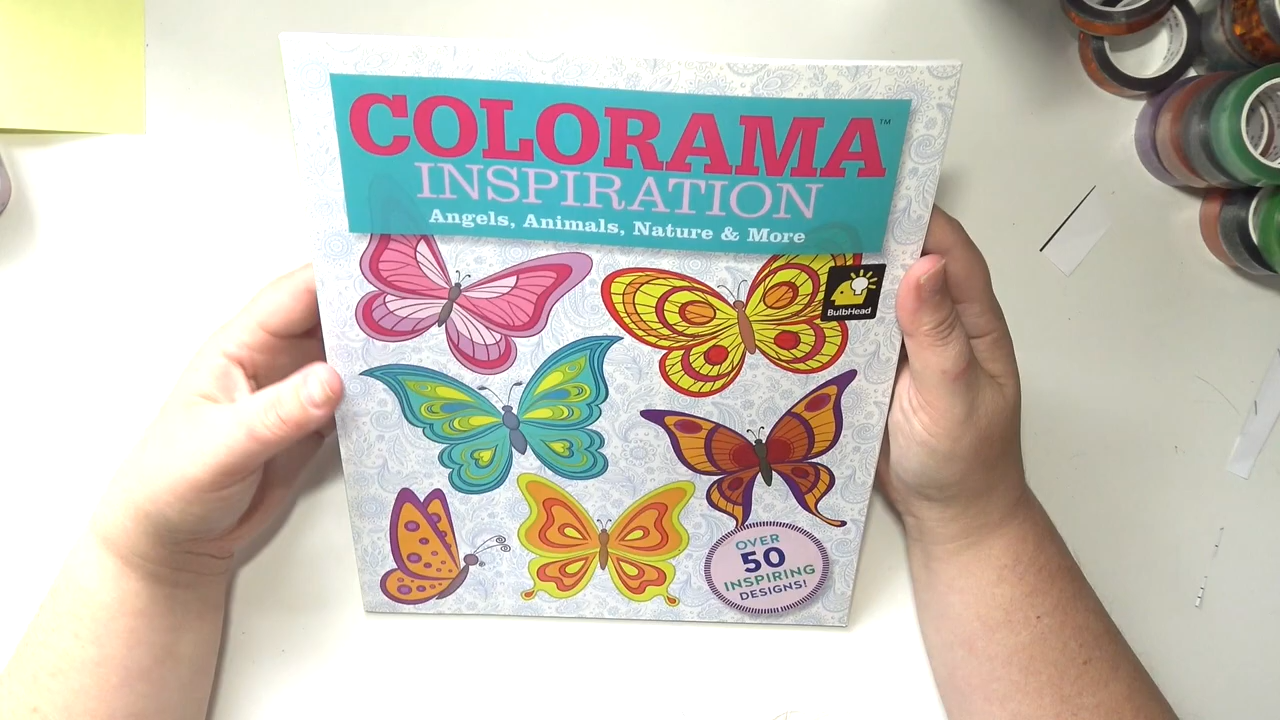 COLORAMA™
INSPIRATION
Angels, Animals, Nature & More
BulbHead
OVER
50
INSPIRING
DESIGNS!